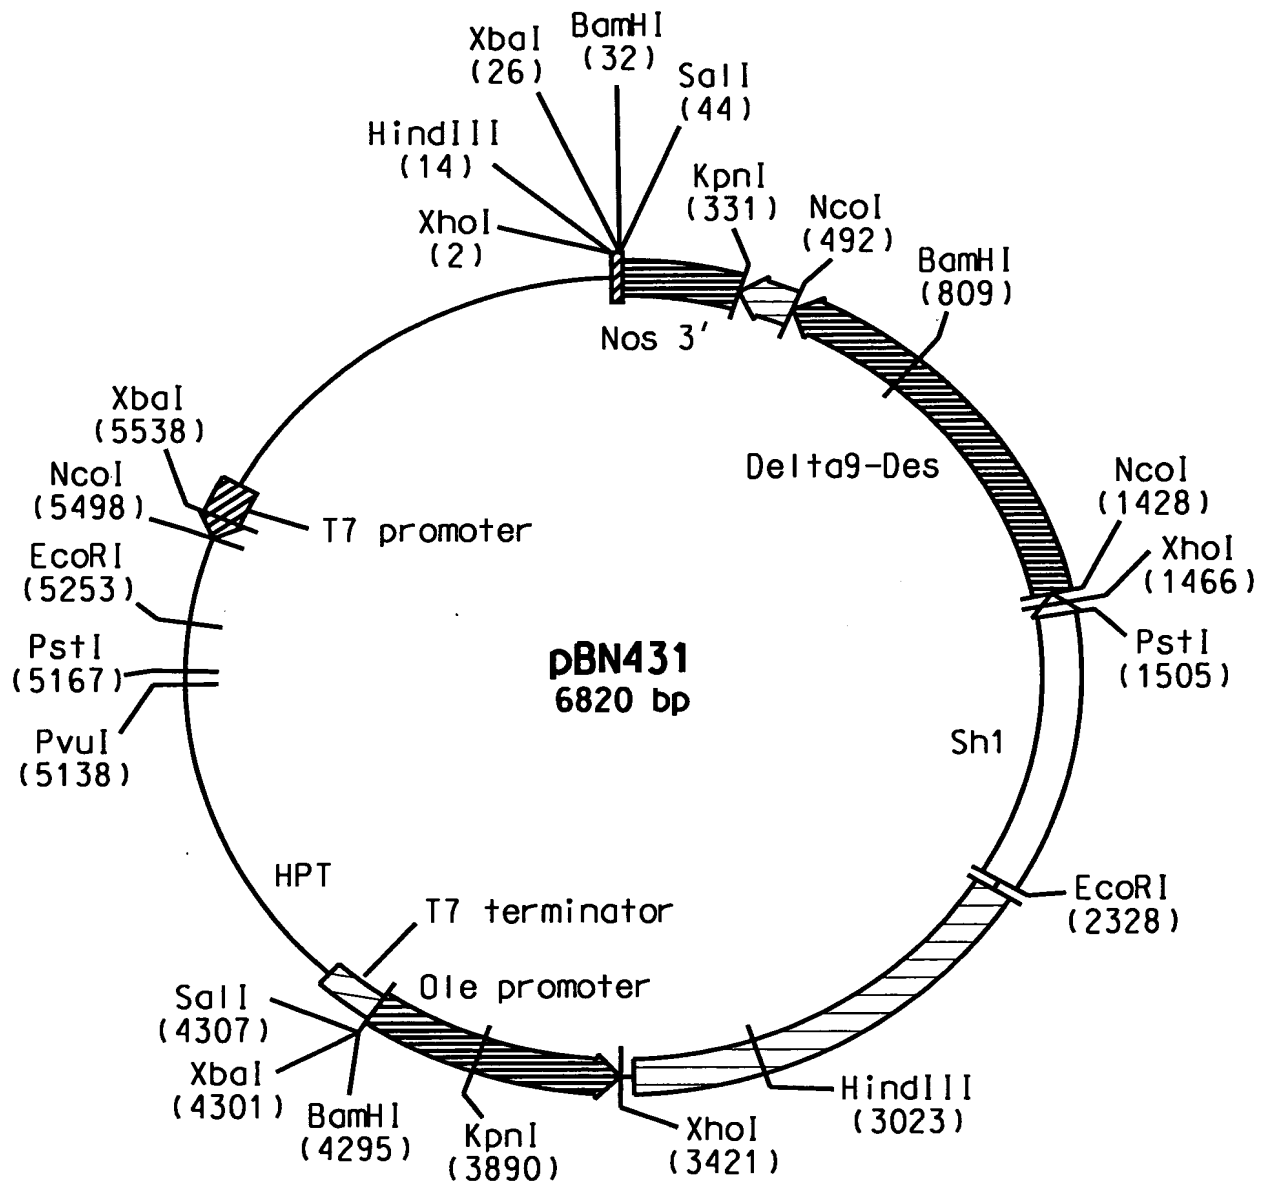 BamHI
(32)
XbaI
(26)
SalI
(44)
HindIII
(14)
KpnI
(331)
NcoI
(492)
XhoI
(2)
BamHI
(809)
Nos 3'
XbaI
(5538)
NcoI
(5498)
Delta9-Des
NcoI
(1428)
T7 promoter
EcoRI
(5253)
XhoI
(1466)
PstI
(5167)
pBN431
6820 bp
PstI
(1505)
PvuI
(5138)
Sh1
HPT
EcoRI
(2328)
T7 terminator
Ole promoter
SalI
(4307)
XbaI
(4301)
HindIII
(3023)
BamHI
(4295)
KpnI
(3890)
XhoI
(3421)